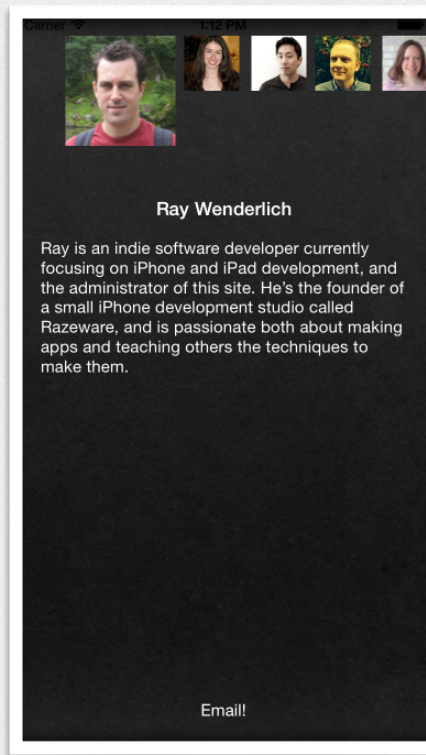 Carrier 1:12 PM
Ray Wenderlich
Ray is an indie software developer currently
focusing on iPhone and iPad development, and
the administrator of this site. He's the founder of
a small iPhone development studio called
Razeware, and is passionate both about making
apps and teaching others the techniques to
make them.
Email!